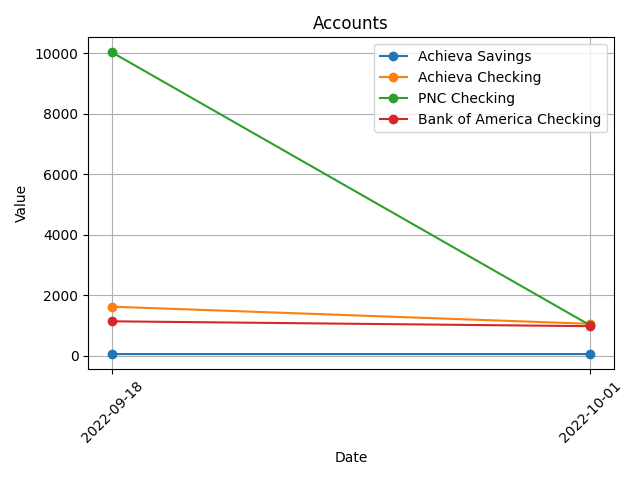 Accounts
Achieva Savings
Achieva Checking
PNC Checking
Bank of America Checking
10000
8000
6000
4000
2000
0
Value
2022-09-18
2022-10-01
Date